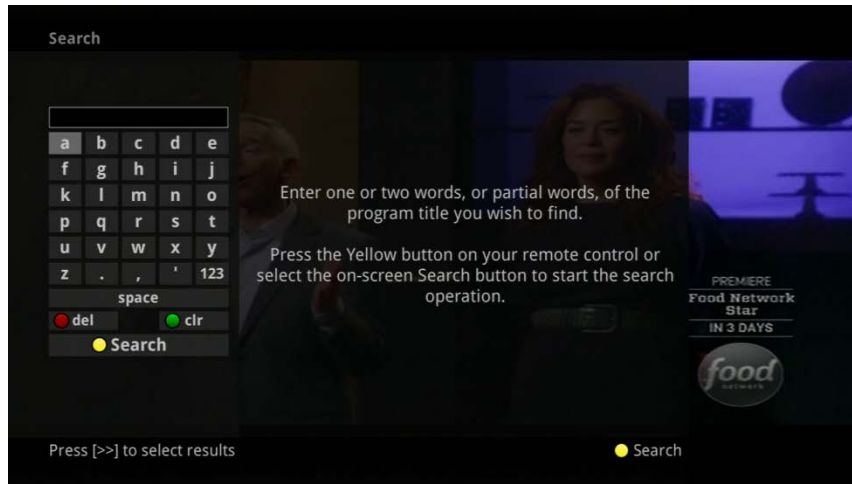 Search
a b c d e
f g h i j
k l m n o
p q r s t
u v w x y
z . , ' 123
space
del clr
Search
Enter one or two words, or partial words, of the
program title you wish to find.
Press the Yellow button on your remote control or
select the on-screen Search button to start the search
operation.
PREMIERE
Food Network
Star
IN 3 DAYS
food
network
Press [>>] to select results
Search